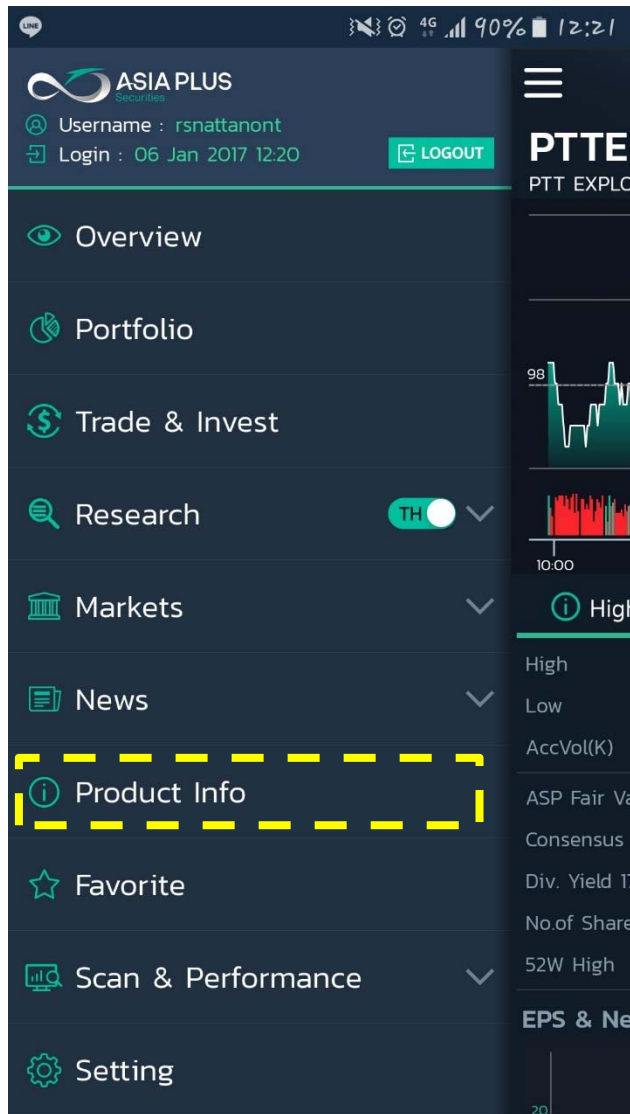 LINE
4G 90% 12:21
ASIA PLUS
Securities
Username : rsnattanont
Login : 06 Jan 2017 12:20
LOGOUT
Overview
Portfolio
Trade & Invest
Research TH
Markets
News
Product Info
Favorite
Scan & Performance
Setting
PTTE
PTT EXPLO
98
10:00
High
High
Low
AccVol(K)
ASP Fair Va
Consensus
Div. Yield 17
No.of Share
52W High
EPS & Ne
20